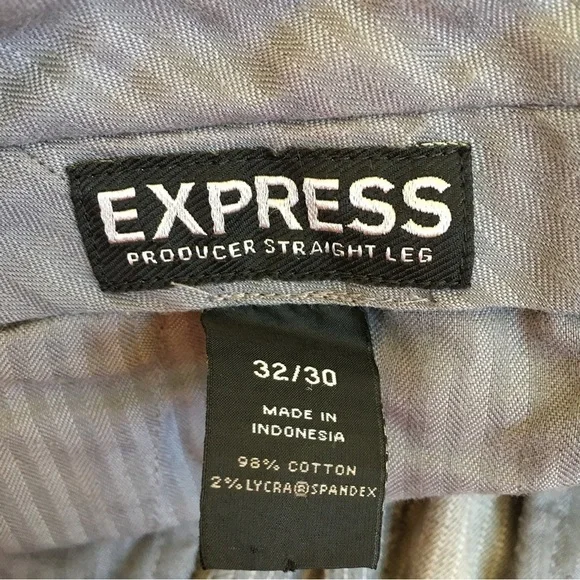 EXPRESS
PRODUCER STRAIGHT LEG
32/30
MADE IN
INDONESIA
98% COTTON
2% LYCRA® SPANDEX